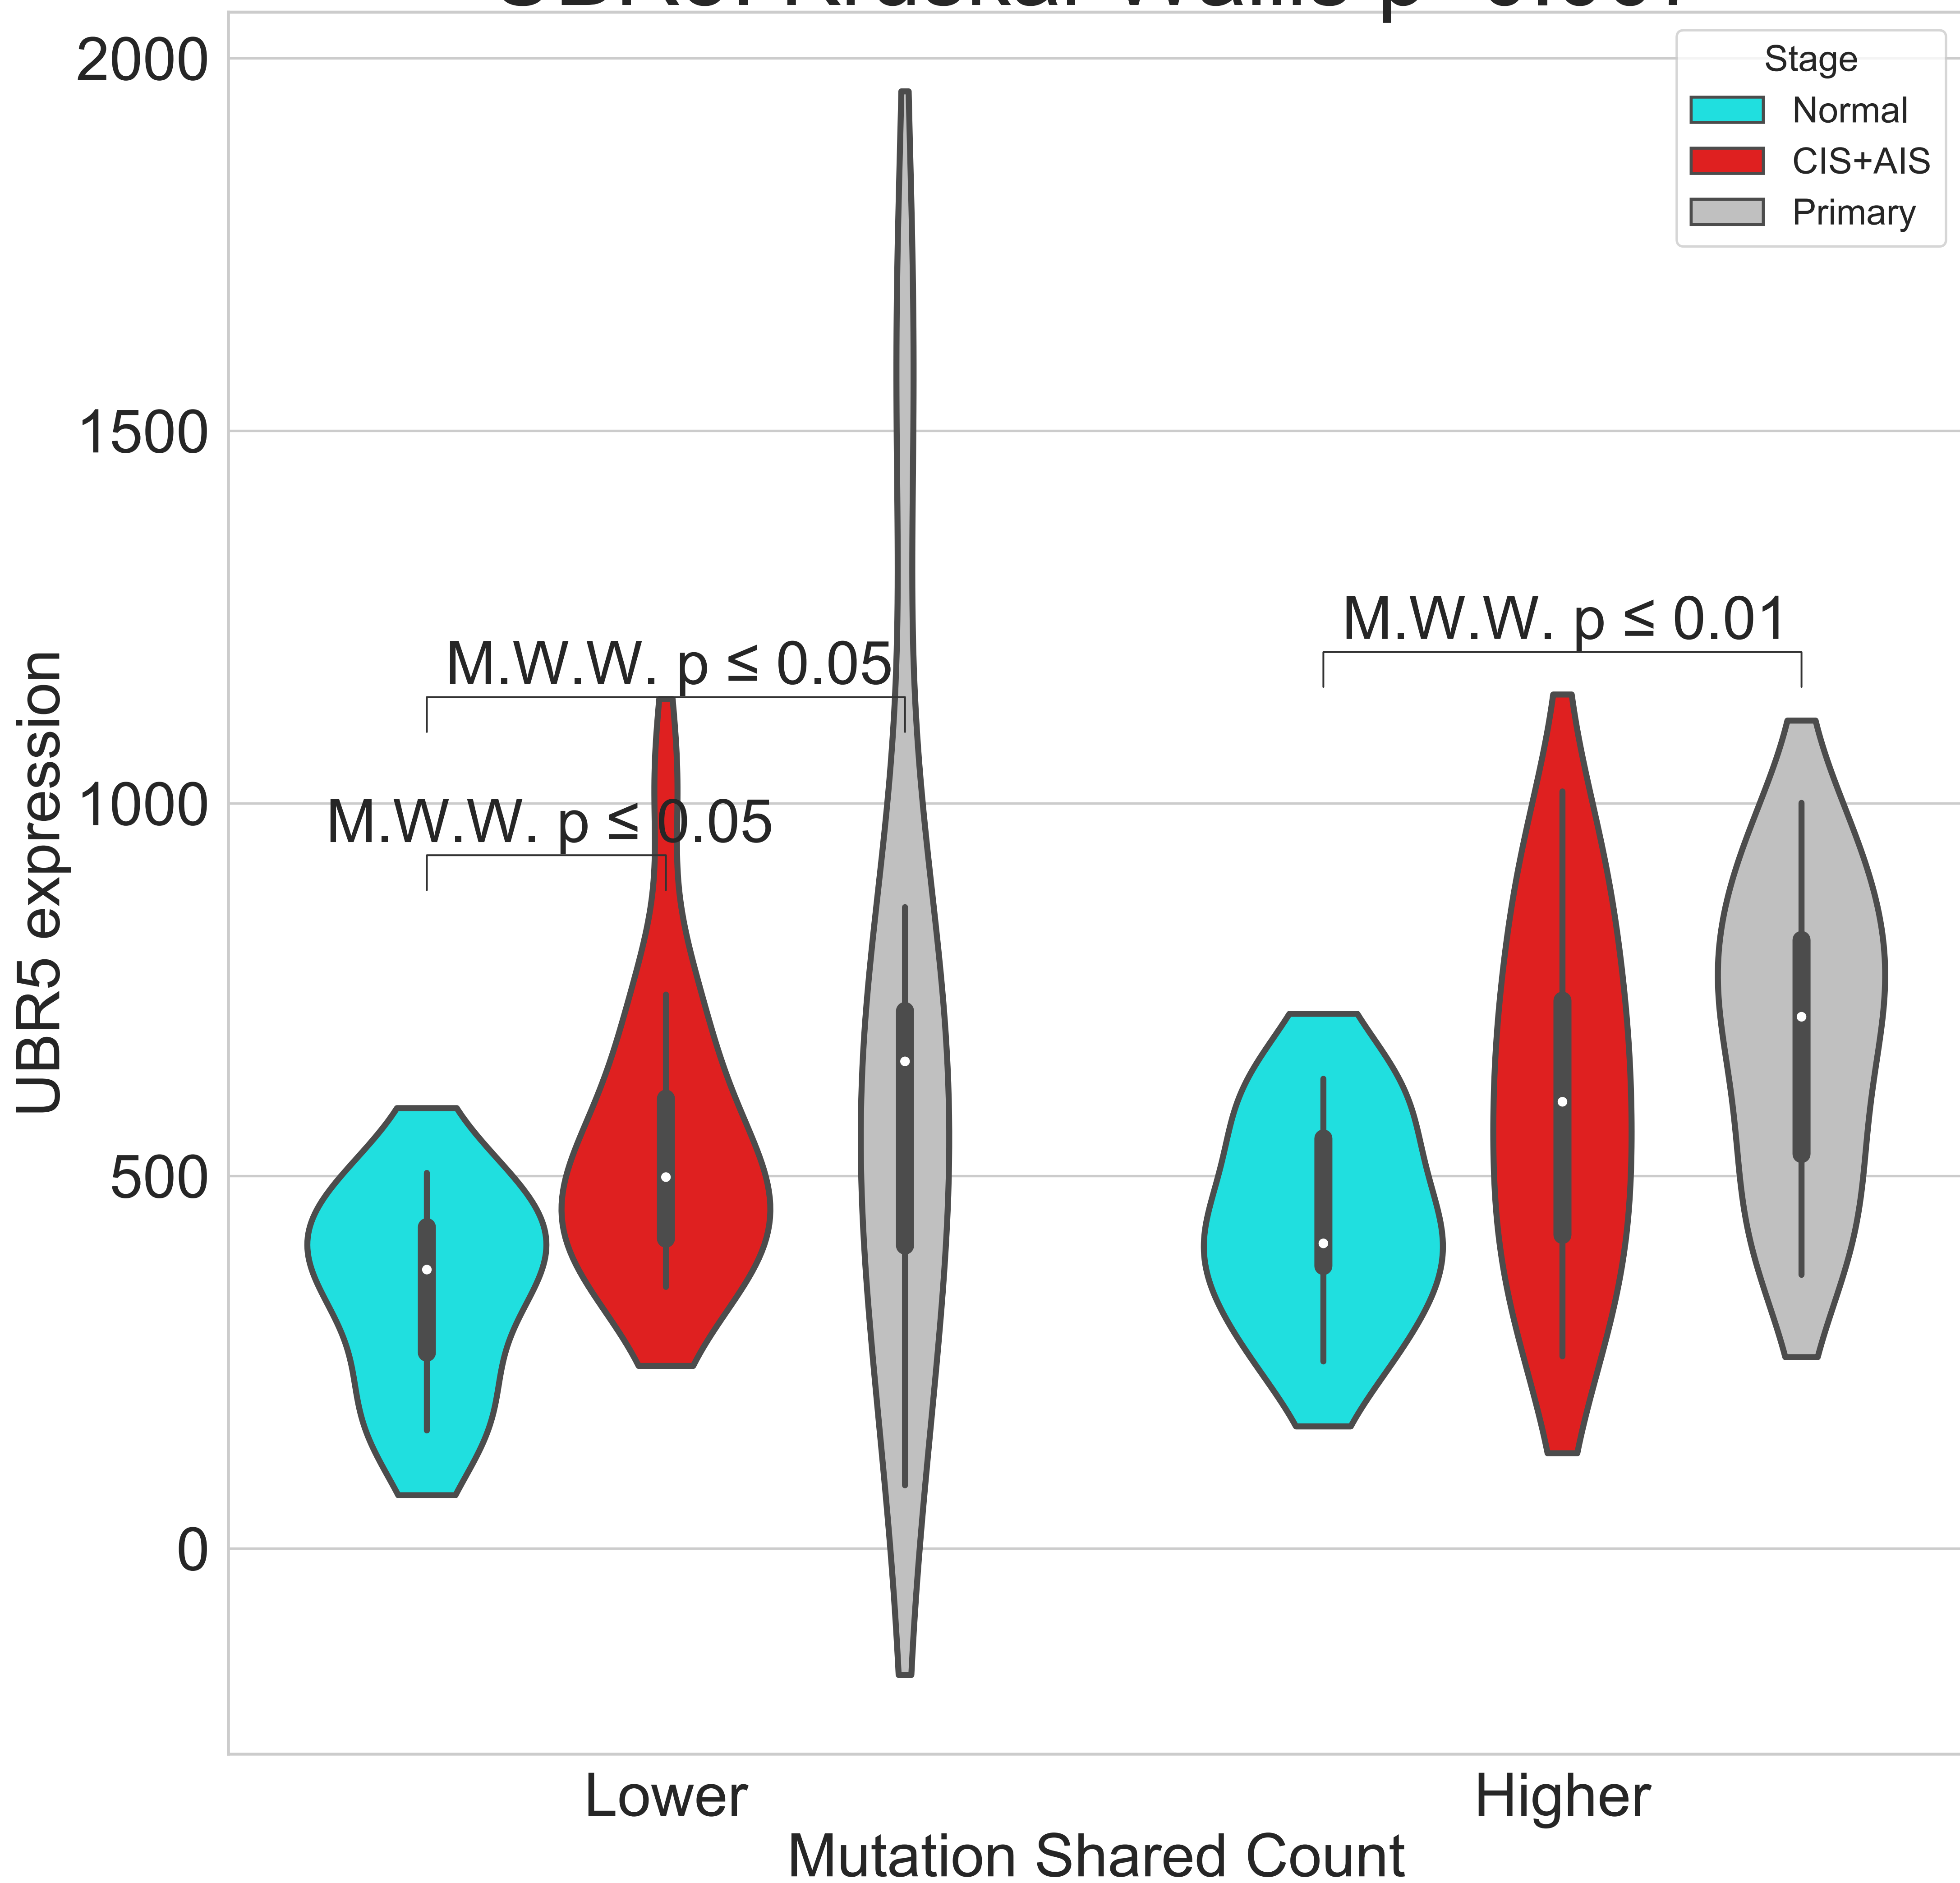 2000
1500
1000
500
0
UBR5 expression
Stage
Normal
CIS+AIS
Primary
M.W.W. p ≤ 0.05
M.W.W. p ≤ 0.05
M.W.W. p ≤ 0.01
Lower
Higher
Mutation Shared Count